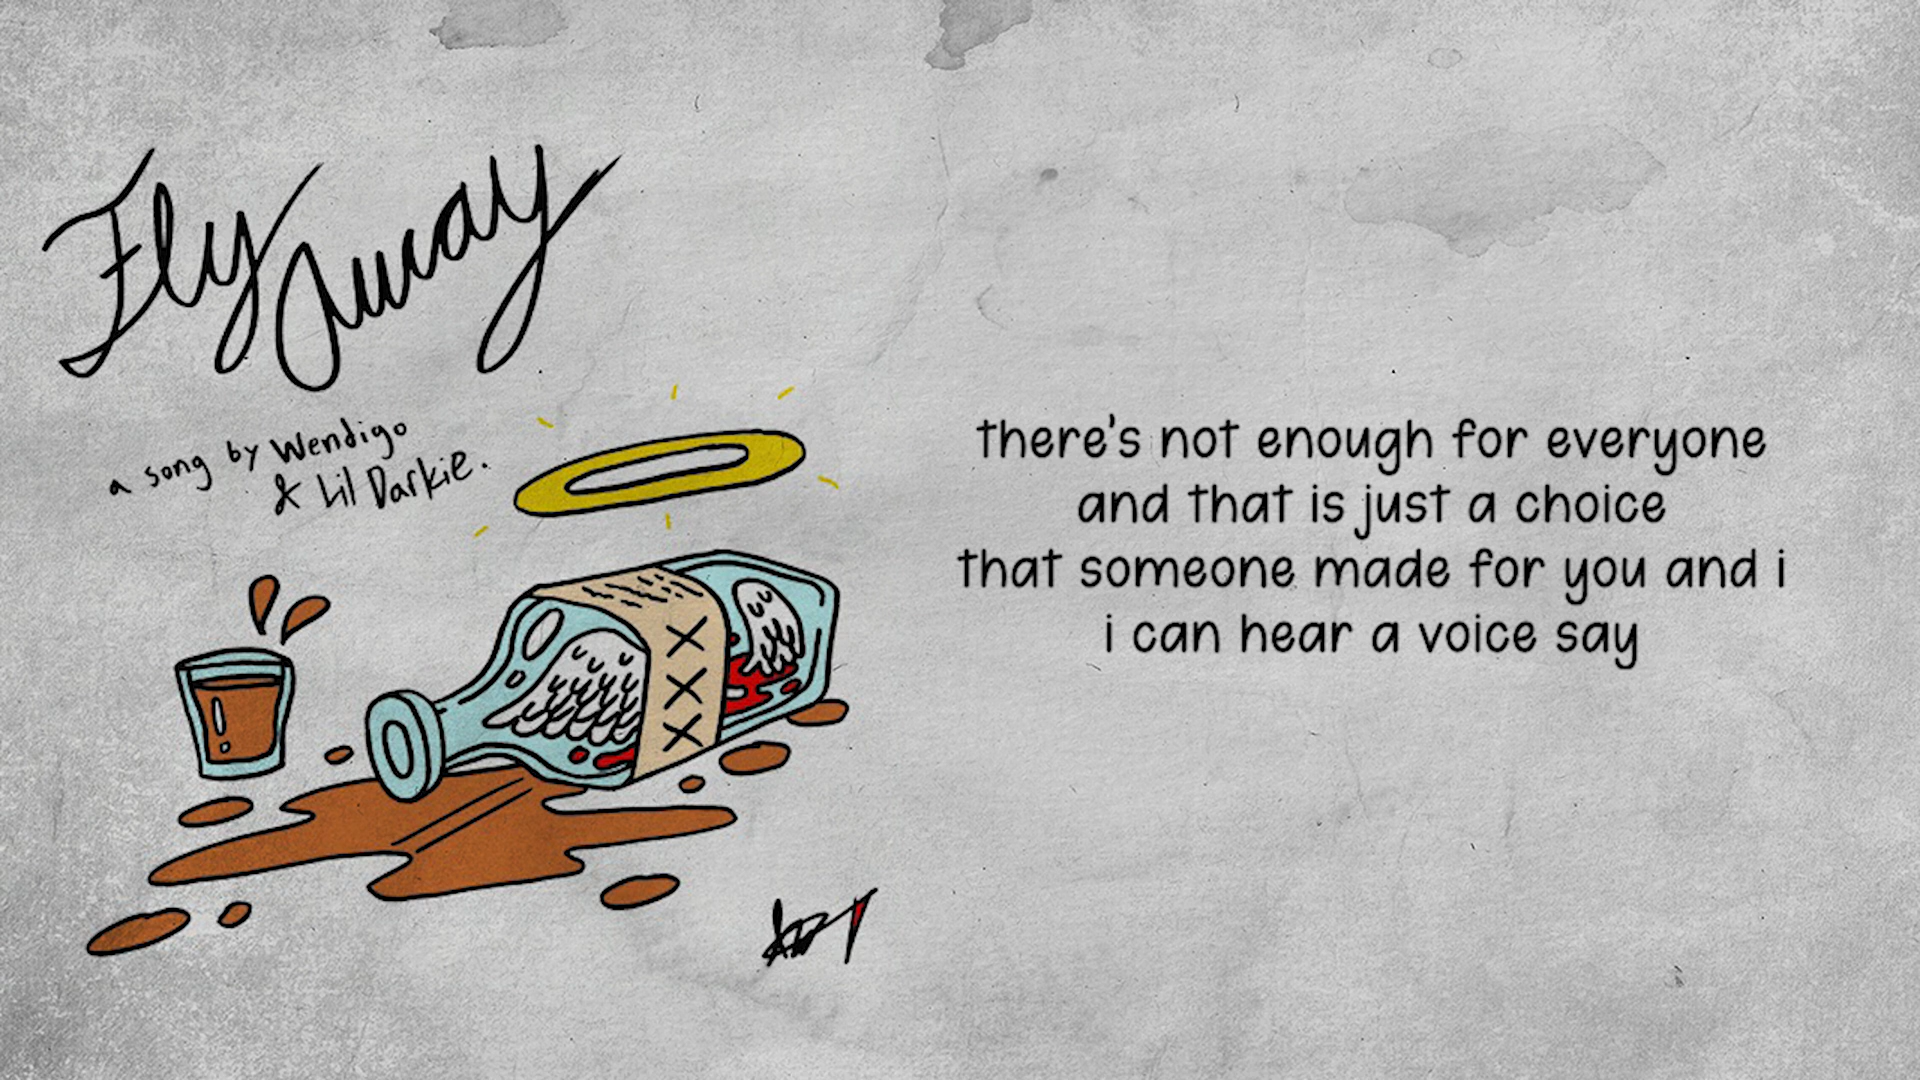 Fly
Away
a song by Wendigo
& Lil Darkie.
XXX
there's not enough for everyone
and that is just a choice
that someone made for you and i
i can hear a voice say